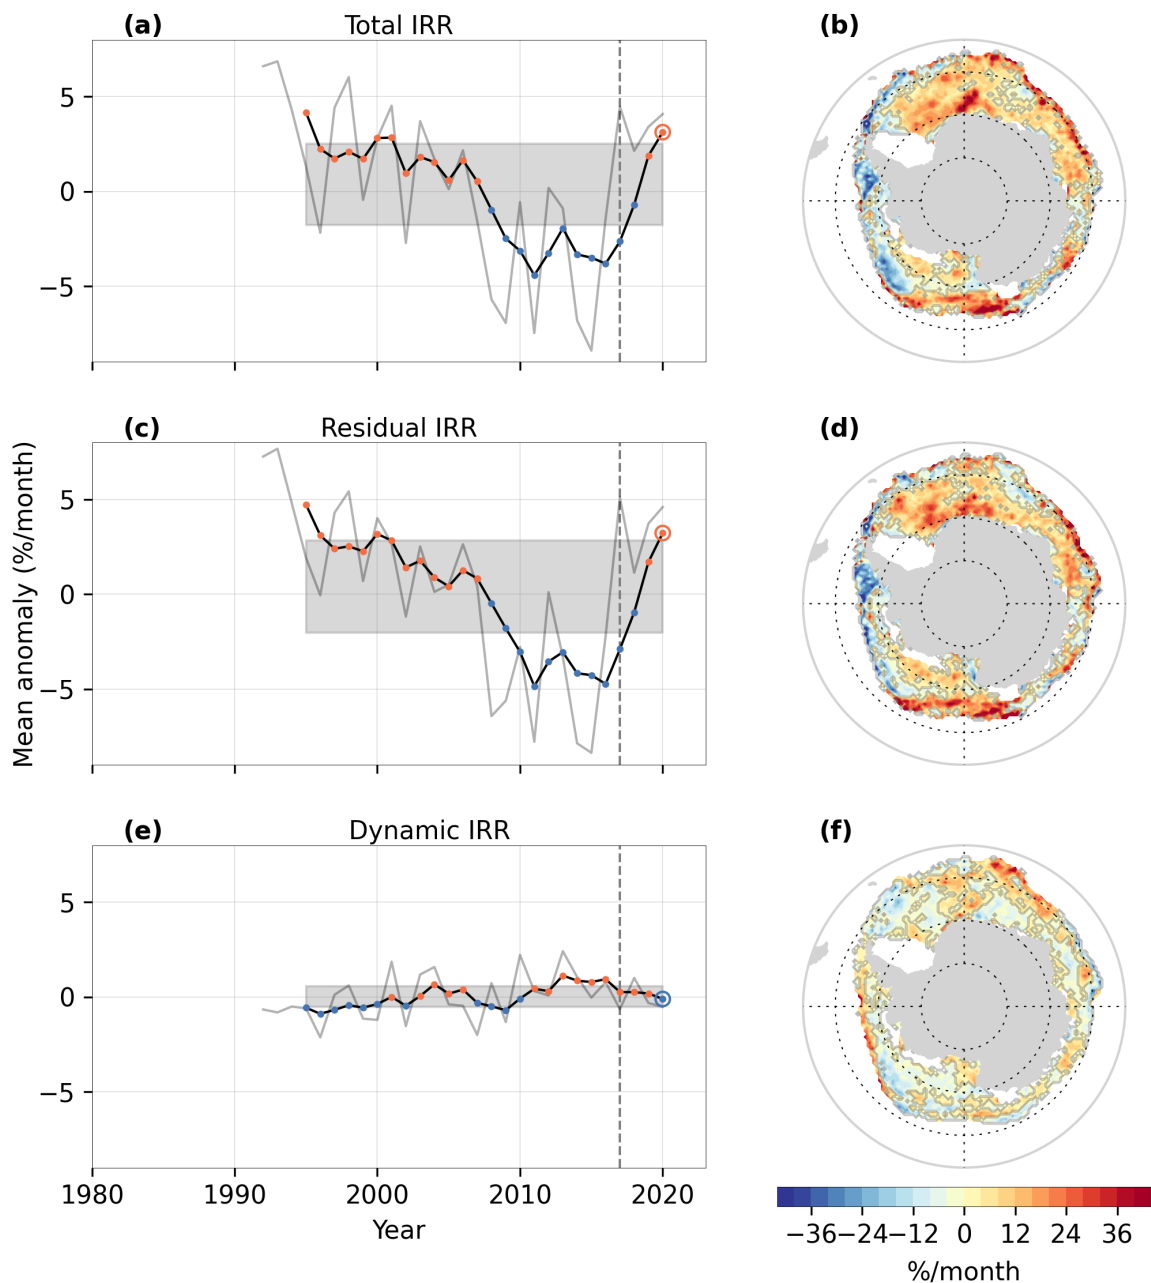 (a) Total IRR (b)
5
0
−5
(c) Residual IRR (d)
5
0
−5
Mean anomaly (%/month)
(e) Dynamic IRR (f)
5
0
−5
1980 1990 2000 2010 2020
Year
−36 −24 −12 0 12 24 36
%/month